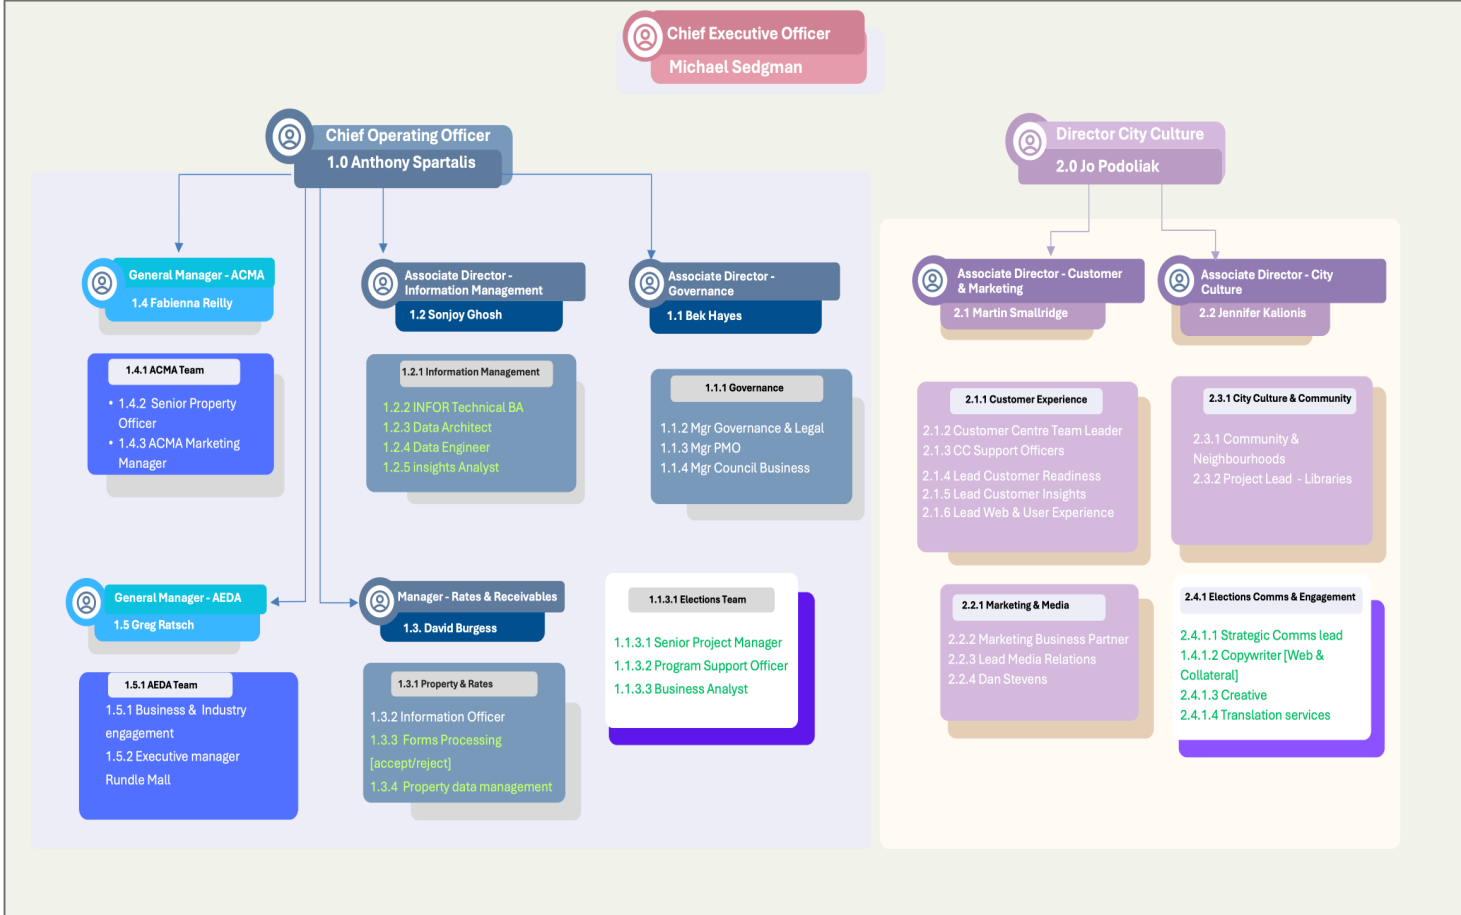 Chief Executive Officer
Michael Sedgman
Chief Operating Officer
1.0 Anthony Spartalis
Director City Culture
2.0 Jo Podoliak
General Manager - ACMA
1.4 Fabienna Reilly
Associate Director -
Information Management
1.2 Sonjoy Ghosh
Associate Director -
Governance
1.1 Bek Hayes
Associate Director - Customer
& Marketing
2.1 Martin Smallridge
Associate Director - City
Culture
2.2 Jennifer Kalionis
1.4.1 ACMA Team
• 1.4.2 Senior Property
Officer
• 1.4.3 ACMA Marketing
Manager
1.2.1 Information Management
1.2.2 INFOR Technical BA
1.2.3 Data Architect
1.2.4 Data Engineer
1.2.5 insights Analyst
1.1.1 Governance
1.1.2 Mgr Governance & Legal
1.1.3 Mgr PMO
1.1.4 Mgr Council Business
2.1.1 Customer Experience
2.1.2 Customer Centre Team Leader
2.1.3 CC Support Officers
2.1.4 Lead Customer Readiness
2.1.5 Lead Customer Insights
2.1.6 Lead Web & User Experience
2.3.1 City Culture & Community
2.3.1 Community &
Neighbourhoods
2.3.2 Project Lead - Libraries
General Manager - AEDA
1.5 Greg Ratsch
Manager - Rates & Receivables
1.3. David Burgess
1.5.1 AEDA Team
1.5.1 Business & Industry
engagement
1.5.2 Executive manager
Rundle Mall
1.3.1 Property & Rates
1.3.2 Information Officer
1.3.3 Forms Processing
[accept/reject]
1.3.4 Property data management
1.1.3.1 Elections Team
1.1.3.1 Senior Project Manager
1.1.3.2 Program Support Officer
1.1.3.3 Business Analyst
2.2.1 Marketing & Media
2.2.2 Marketing Business Partner
2.2.3 Lead Media Relations
2.2.4 Dan Stevens
2.4.1 Elections Comms & Engagement
2.4.1.1 Strategic Comms lead
1.4.1.2 Copywriter [Web &
Collateral]
2.4.1.3 Creative
2.4.1.4 Translation services